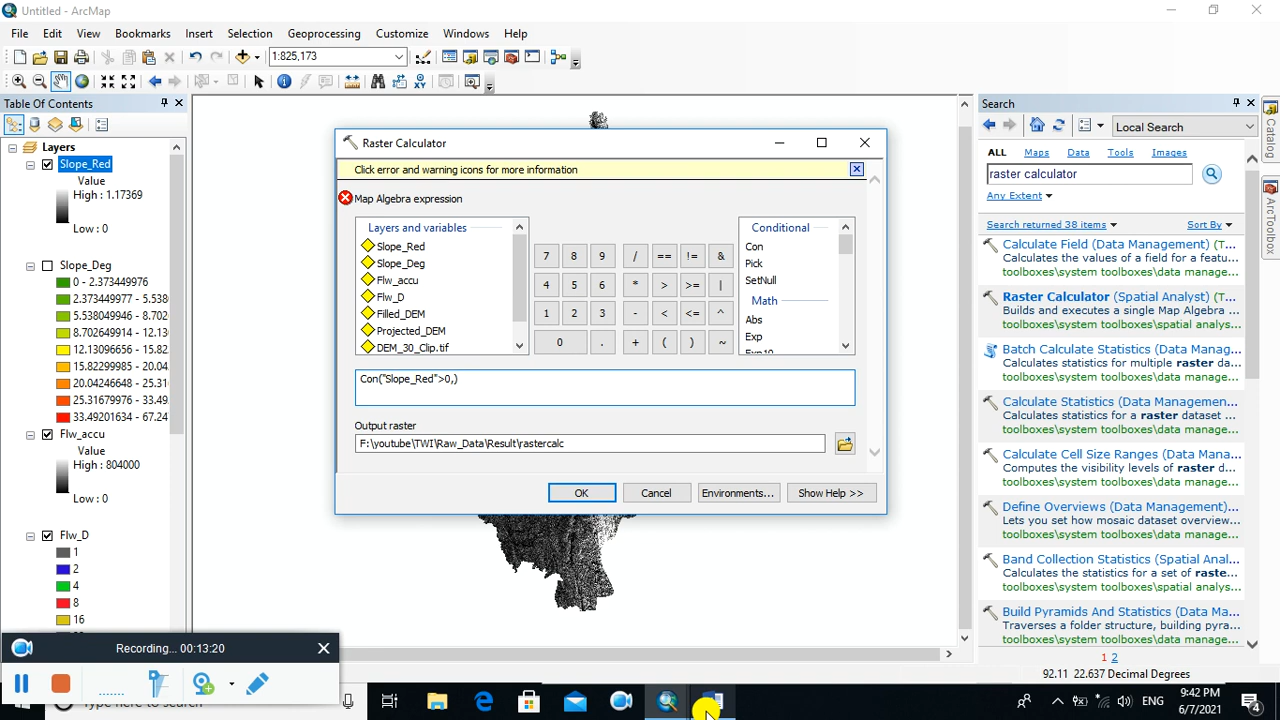 Untitled - ArcMap
File Edit View Bookmarks Insert Selection Geoprocessing Customize Windows Help
1:825,173
Table Of Contents
Layers
Slope_Red
Value
High : 1.17369
Low : 0
Slope_Deg
0 - 2.373449976
2.373449977 - 5.538
5.538049946 - 8.702
8.702649914 - 12.13
12.13096656 - 15.82
15.82299985 - 20.04
20.04246648 - 25.31
25.31676976 - 33.49
33.49201634 - 67.24
Flw_accu
Value
High : 804000
Low : 0
Flw_D
1
2
4
8
16
Raster Calculator
Click error and warning icons for more information
Map Algebra expression
Layers and variables
Slope_Red
Slope_Deg
Flw_accu
Flw_D
Filled_DEM
Projected_DEM
DEM_30_Clip.tif
7 8 9 / == != &
4 5 6 * > >= |
1 2 3 - < <= ^
0 . + ( ) ~
Conditional
Con
Pick
SetNull
Math
Abs
Exp
Exp10
Con("Slope_Red">0,)
Output raster
F:\youtube\TWI\Raw_Data\Result\rastercalc
OK Cancel Environments... Show Help >>
Search
Local Search
ALL Maps Data Tools Images
raster calculator
Any Extent
Search returned 38 items Sort By
Calculate Field (Data Management) (T...
Calculates the values of a field for a featu...
toolboxes\system toolboxes\data manage...
Raster Calculator (Spatial Analyst) (T...
Builds and executes a single Map Algebra ...
toolboxes\system toolboxes\spatial analys...
Batch Calculate Statistics (Data Manag...
Calculates statistics for multiple raster da...
toolboxes\system toolboxes\data manage...
Calculate Statistics (Data Managemen...
Calculates statistics for a raster dataset ...
toolboxes\system toolboxes\data manage...
Calculate Cell Size Ranges (Data Mana...
Computes the visibility levels of raster d...
toolboxes\system toolboxes\data manage...
Define Overviews (Data Management)...
Lets you set how mosaic dataset overview...
toolboxes\system toolboxes\data manage...
Band Collection Statistics (Spatial Anal...
Calculates the statistics for a set of raste...
toolboxes\system toolboxes\spatial analys...
Build Pyramids And Statistics (Data Ma...
Traverses a folder structure, building pyra...
toolboxes\system toolboxes\data manage...
1 2
Catalog
ArcToolbox
92.11 22.637 Decimal Degrees
Recording... 00:13:20
Type here to search
ENG
9:42 PM
6/7/2021
4